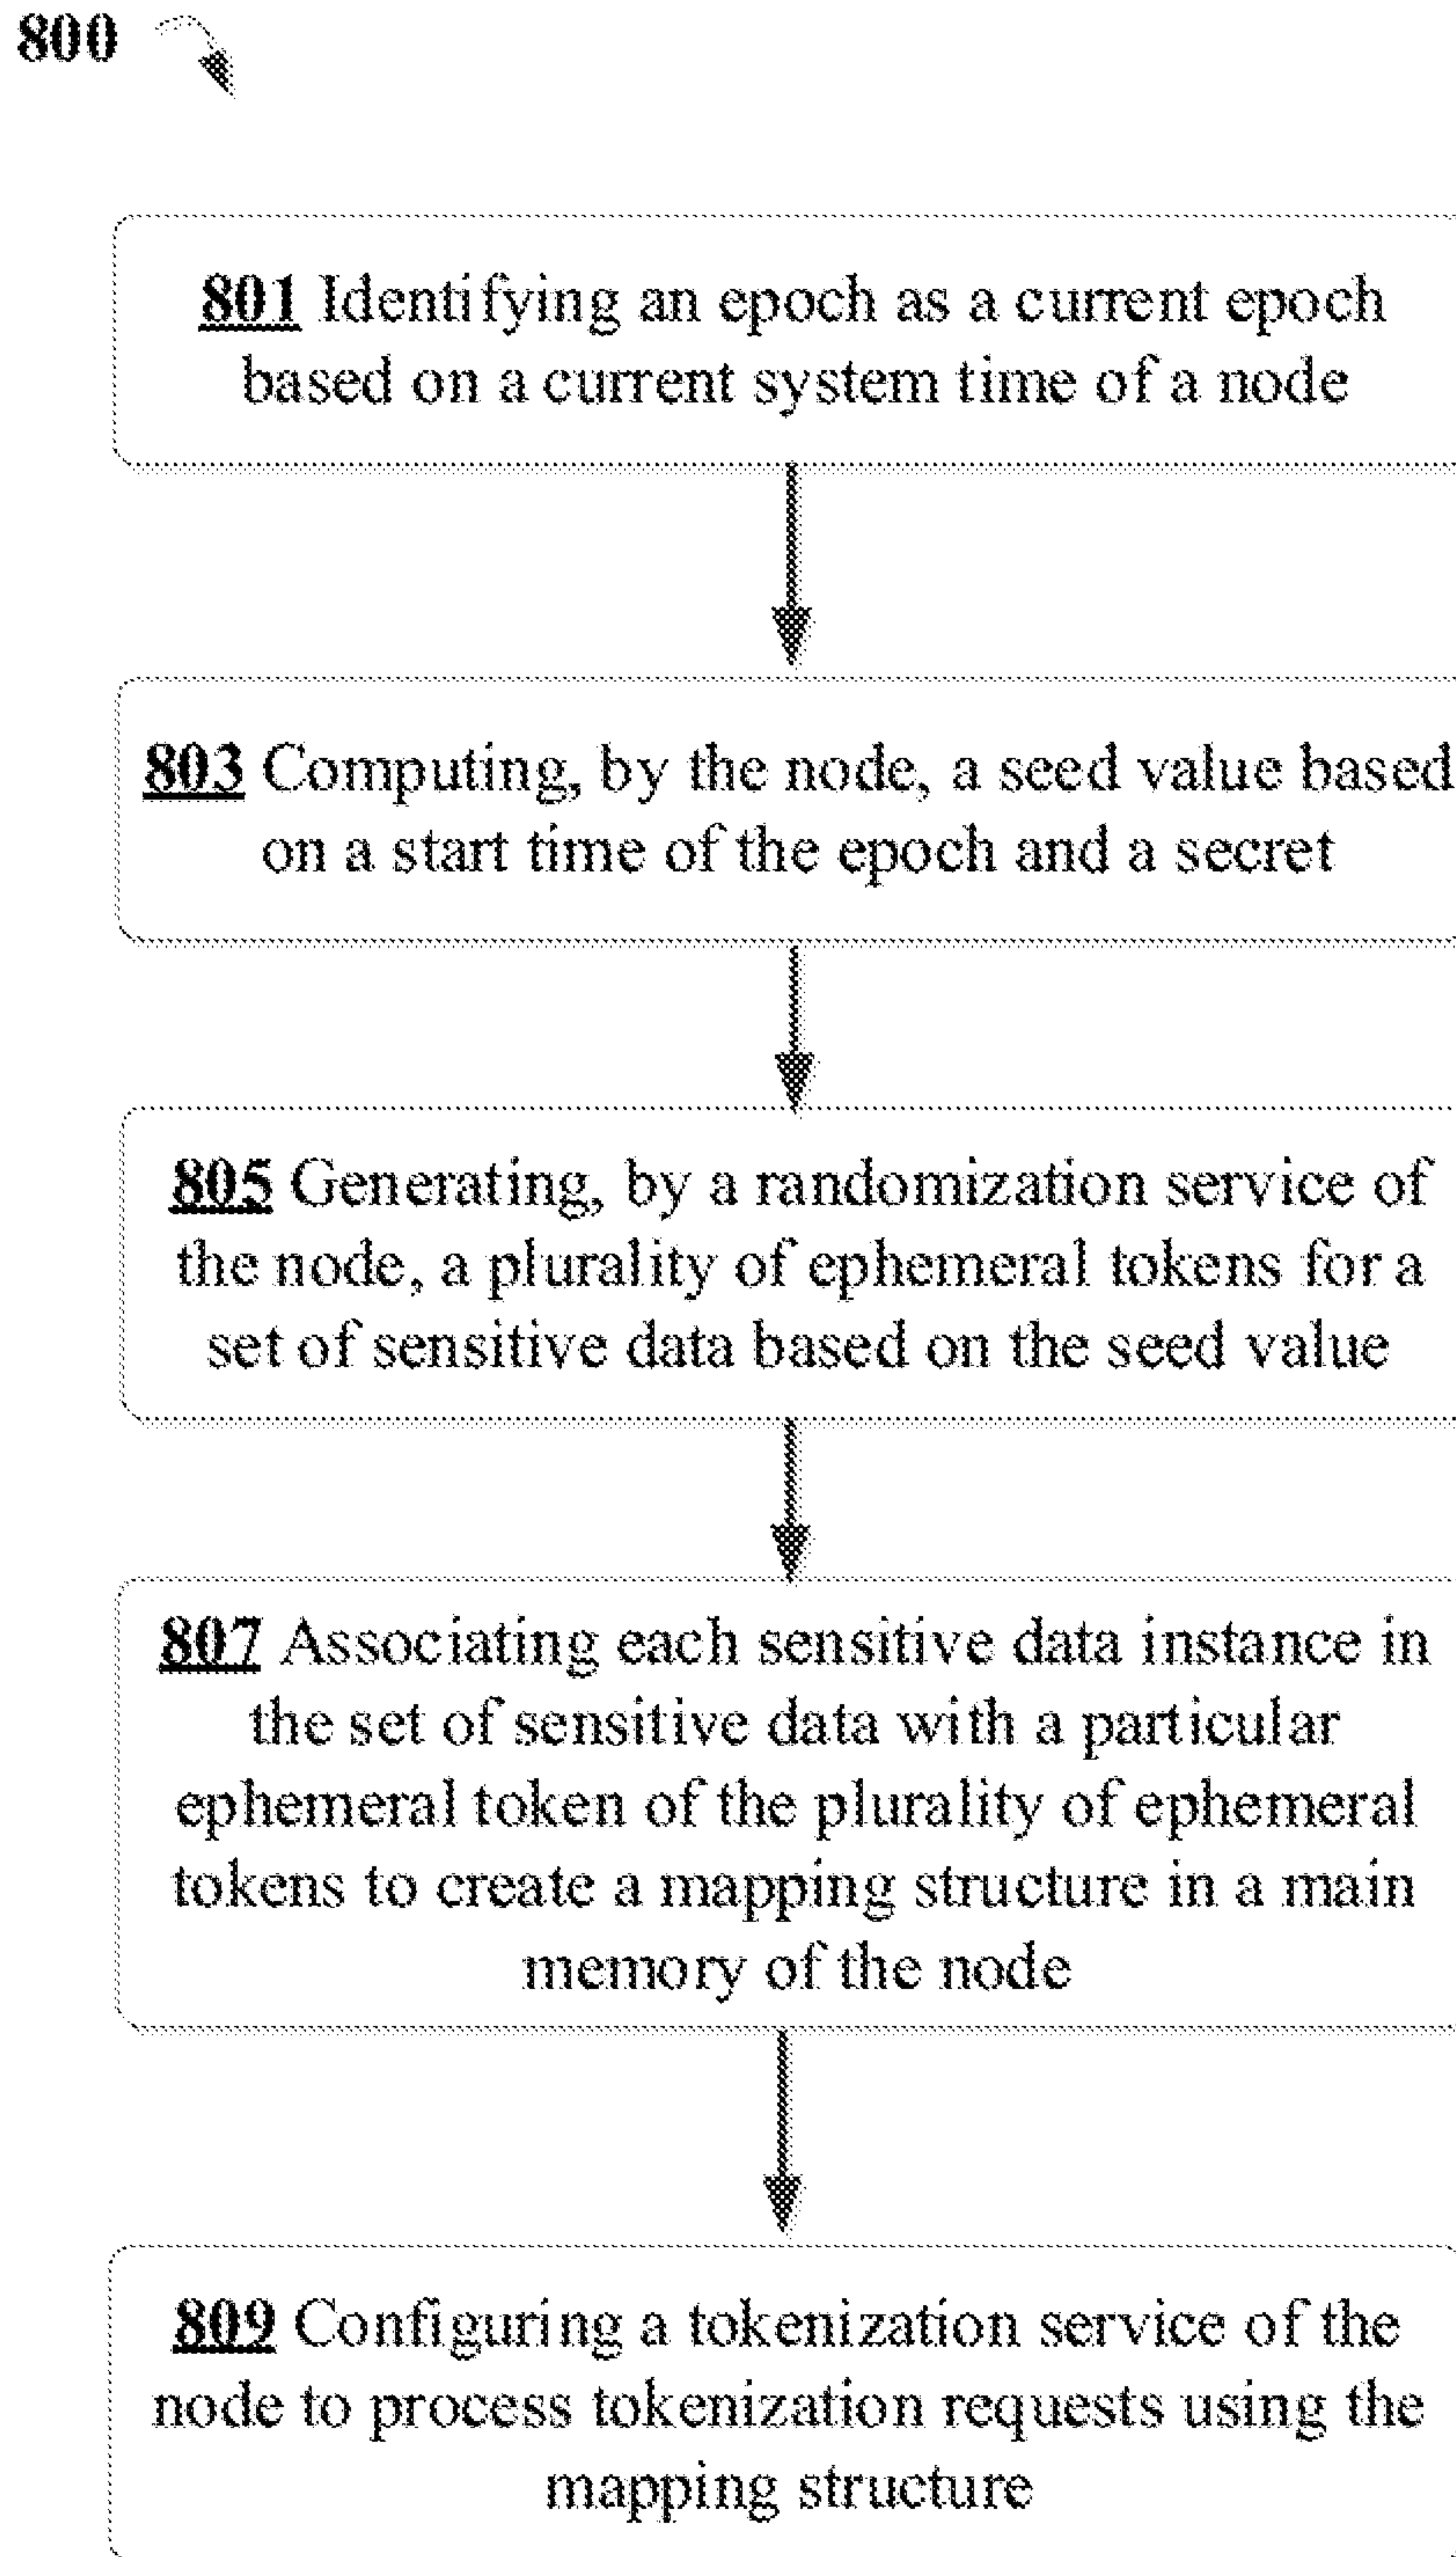 800
801 Identifying an epoch as a current epoch
based on a current system time of a node
803 Computing, by the node, a seed value based
on a start time of the epoch and a secret
805 Generating, by a randomization service of
the node, a plurality of ephemeral tokens for a
set of sensitive data based on the seed value
807 Associating each sensitive data instance in
the set of sensitive data with a particular
ephemeral token of the plurality of ephemeral
tokens to create a mapping structure in a main
memory of the node
809 Configuring a tokenization service of the
node to process tokenization requests using the
mapping structure